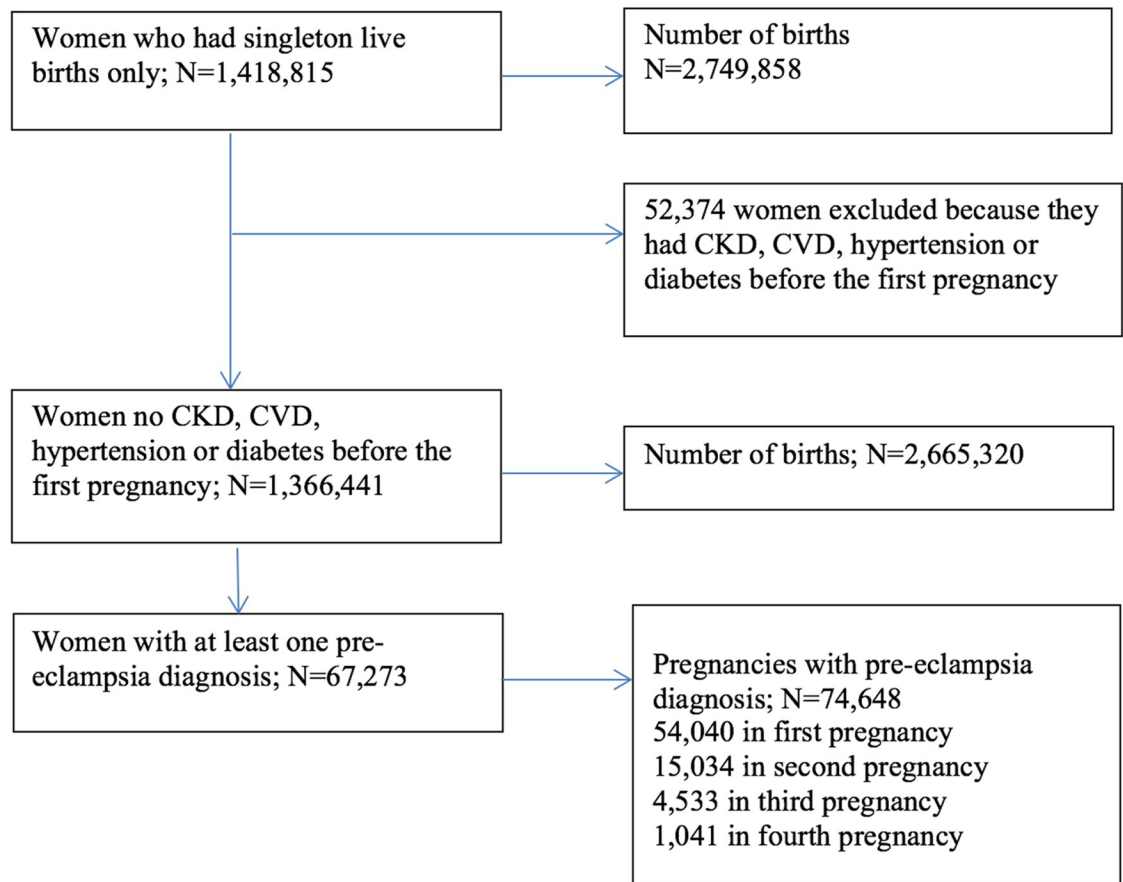 Women who had singleton live
births only; N=1,418,815
Number of births
N=2,749,858
52,374 women excluded because they
had CKD, CVD, hypertension or
diabetes before the first pregnancy
Women no CKD, CVD,
hypertension or diabetes before the
first pregnancy; N=1,366,441
Number of births; N=2,665,320
Women with at least one pre-
eclampsia diagnosis; N=67,273
Pregnancies with pre-eclampsia
diagnosis; N=74,648
54,040 in first pregnancy
15,034 in second pregnancy
4,533 in third pregnancy
1,041 in fourth pregnancy